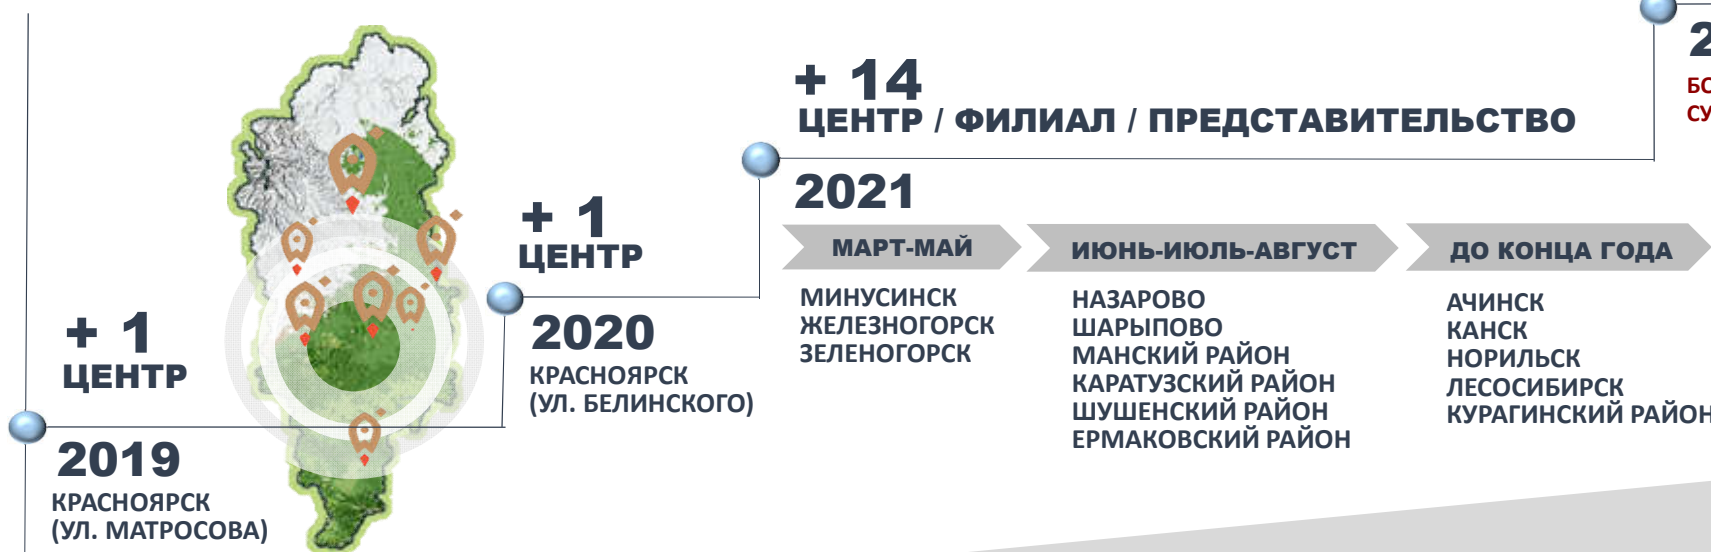 + 1
ЦЕНТР
2019
КРАСНОЯРСК
(УЛ. МАТРОСОВА)
+ 1
ЦЕНТР
2020
КРАСНОЯРСК
(УЛ. БЕЛИНСКОГО)
+ 14
ЦЕНТР / ФИЛИАЛ / ПРЕДСТАВИТЕЛЬСТВО
2021
МАРТ-МАЙ
МИНУСИНСК
ЖЕЛЕЗНОГОРСК
ЗЕЛЕНОГОРСК
ИЮНЬ-ИЮЛЬ-АВГУСТ
НАЗАРОВО
ШАРЫПОВО
МАНСКИЙ РАЙОН
КАРАТУЗСКИЙ РАЙОН
ШУШЕНСКИЙ РАЙОН
ЕРМАКОВСКИЙ РАЙОН
ДО КОНЦА ГОДА
АЧИНСК
КАНСК
НОРИЛЬСК
ЛЕСОСИБИРСК
КУРАГИНСКИЙ РАЙОН